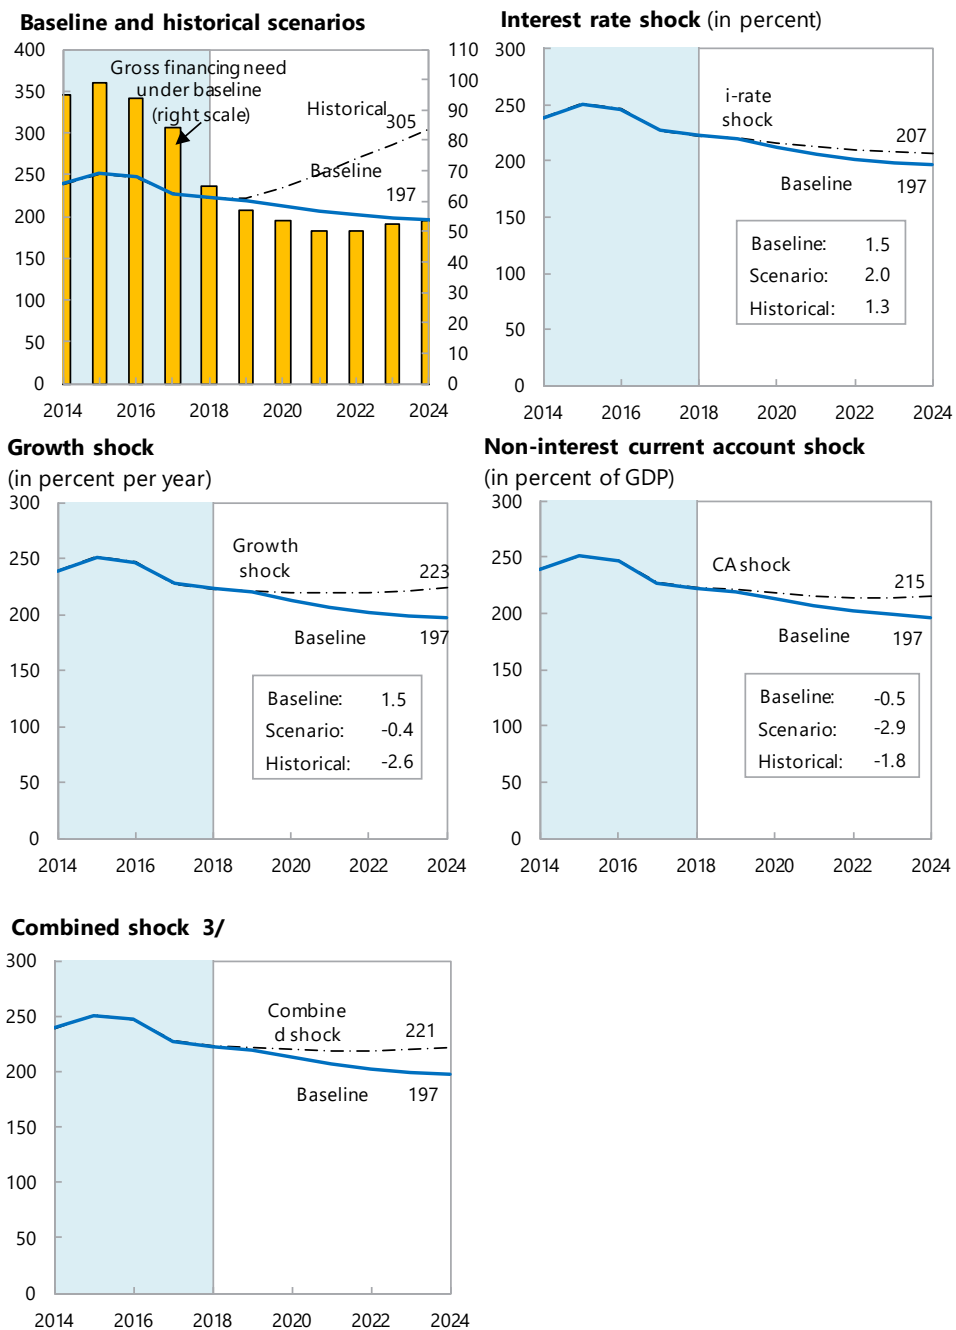 Baseline and historical scenarios
400
350
300
250
200
150
100
50
0
110
100
90
80
70
60
50
40
30
20
10
0
Gross financing need
under baseline
(right scale)
Historical
305
Baseline
197
2014 2016 2018 2020 2022 2024
Interest rate shock (in percent)
300
250
200
150
100
50
0
i-rate
shock
207
Baseline
197
Baseline: 1.5
Scenario: 2.0
Historical: 1.3
2014 2016 2018 2020 2022 2024
Growth shock
(in percent per year)
300
250
200
150
100
50
0
Growth
shock
223
Baseline
197
Baseline: 1.5
Scenario: -0.4
Historical: -2.6
2014 2016 2018 2020 2022 2024
Non-interest current account shock
(in percent of GDP)
300
250
200
150
100
50
0
CA shock
215
Baseline
197
Baseline: -0.5
Scenario: -2.9
Historical: -1.8
2014 2016 2018 2020 2022 2024
Combined shock 3/
300
250
200
150
100
50
0
Combine
d shock
221
Baseline
197
2014 2016 2018 2020 2022 2024